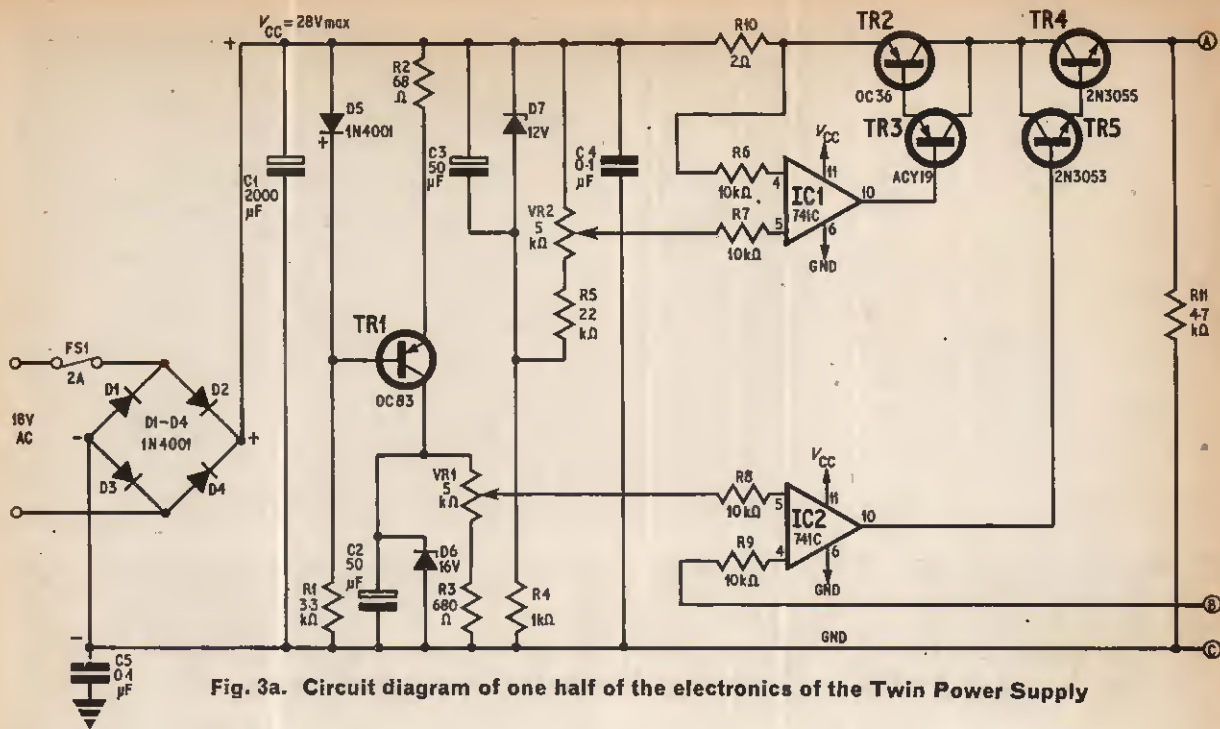 VCC = 28V max
R10
2Ω
TR2
TR4
A
+
R2
68
Ω
D5
1N4001
+
C3
50
μF
D7
12V
C4
0·1
μF
OC36
2N3055
TR3
TR5
C1
2000
μF
VCC
11
R6
10kΩ
4
IC1
741C
10
ACY19
2N3053
VR2
5
kΩ
R7
10kΩ
5
6
GND
R5
22
kΩ
R11
4·7
kΩ
TR1
OC83
FS1
2A
D1
D2
18V
AC
D1–D4
1N4001
-
+
D3
D4
VR1
5
kΩ
VCC
11
R8
10kΩ
5
IC2
741C
10
R9
10kΩ
4
6
GND
C2
50
μF
D6
16V
R1
3·3
kΩ
R3
680
Ω
R4
1kΩ
B
-
GND
C
C5
0·1
μF
Fig. 3a. Circuit diagram of one half of the electronics of the Twin Power Supply